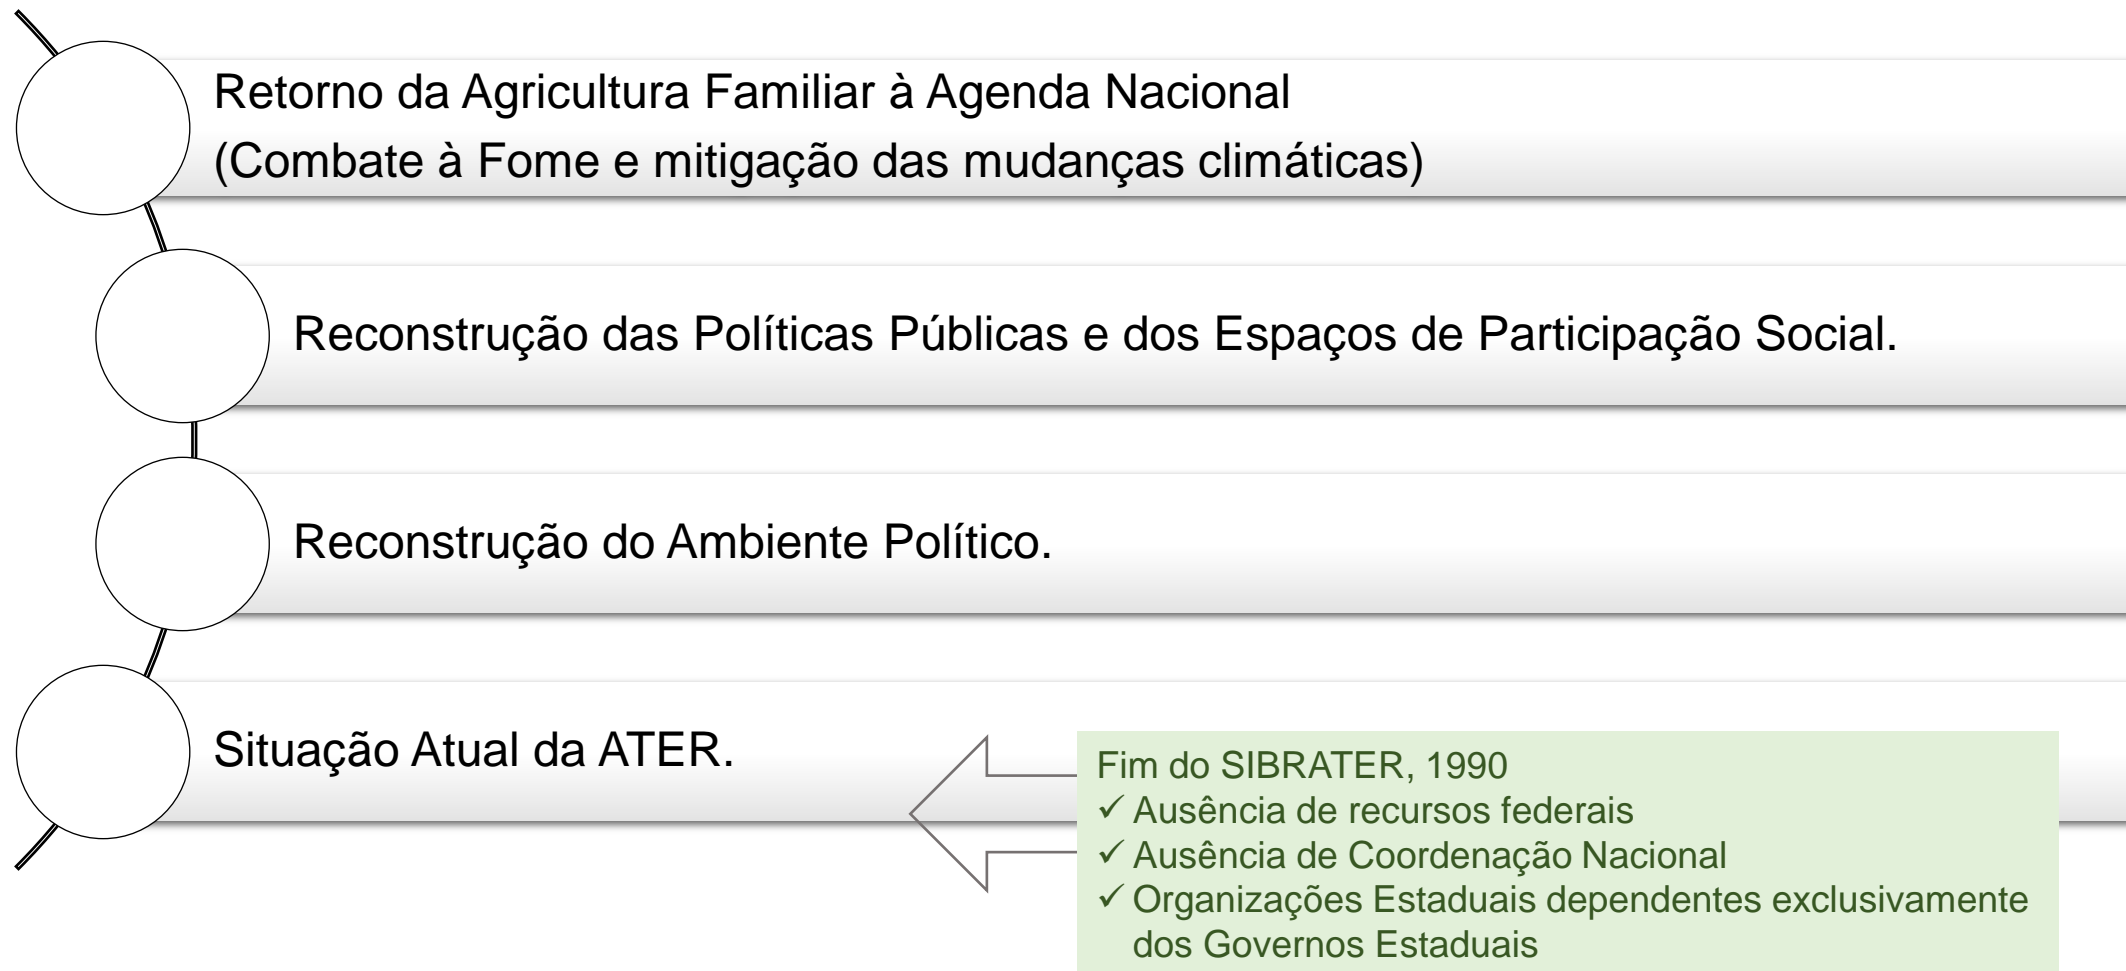 Retorno da Agricultura Familiar à Agenda Nacional
(Combate à Fome e mitigação das mudanças climáticas)
Reconstrução das Políticas Públicas e dos Espaços de Participação Social.
Reconstrução do Ambiente Político.
Situação Atual da ATER.
Fim do SIBRATER, 1990
✓ Ausência de recursos federais
✓ Ausência de Coordenação Nacional
✓ Organizações Estaduais dependentes exclusivamente
dos Governos Estaduais